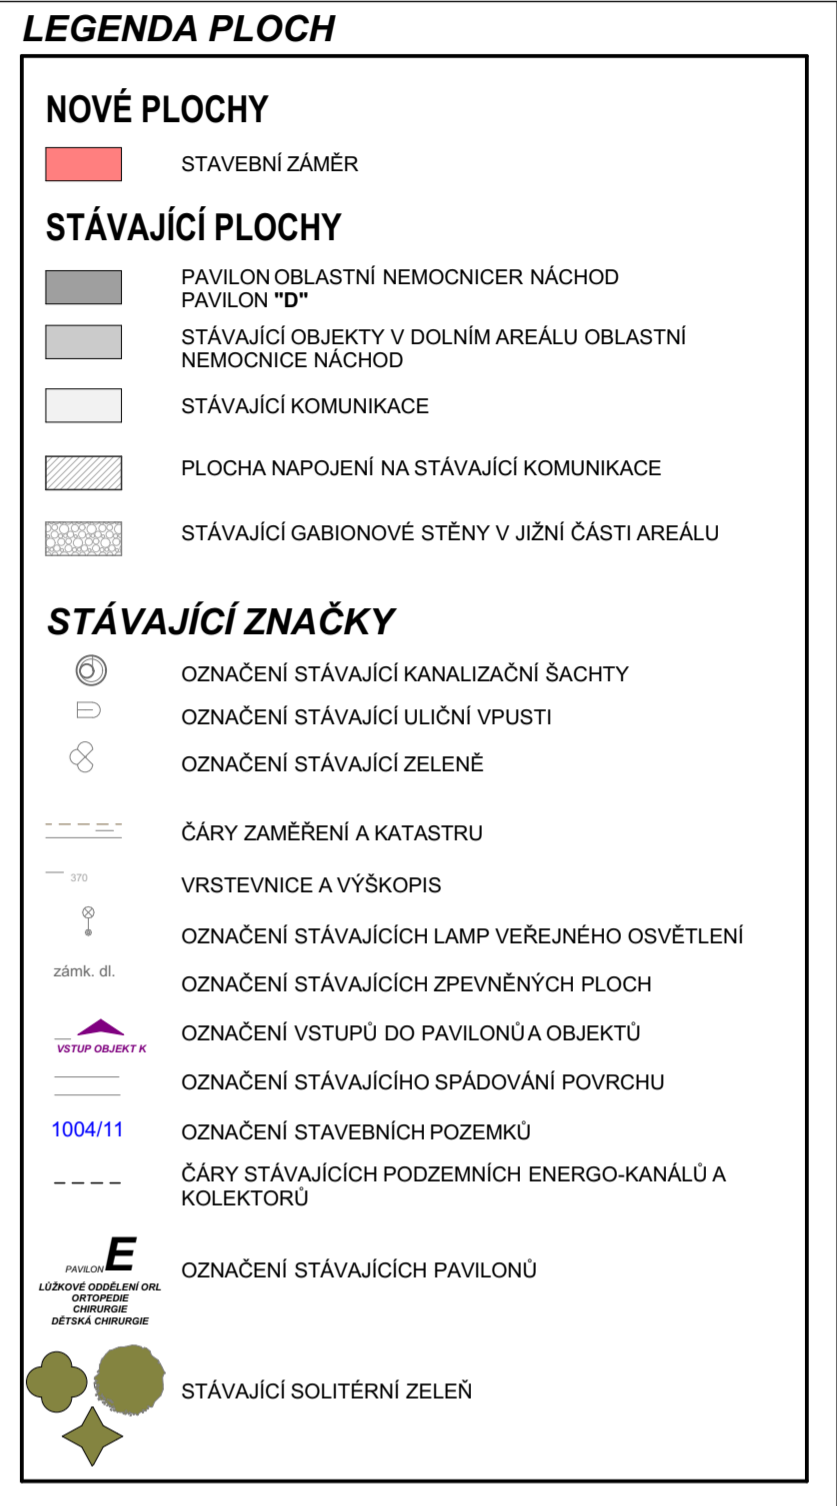 LEGENDA PLOCH
NOVÉ PLOCHY
STAVEBNÍ ZÁMĚR
STÁVAJÍCÍ PLOCHY
PAVILON OBLASTNÍ NEMOCNICER NÁCHOD
PAVILON "D"
STÁVAJÍCÍ OBJEKTY V DOLNÍM AREÁLU OBLASTNÍ
NEMOCNICE NÁCHOD
STÁVAJÍCÍ KOMUNIKACE
PLOCHA NAPOJENÍ NA STÁVAJÍCÍ KOMUNIKACE
STÁVAJÍCÍ GABIONOVÉ STĚNY V JIŽNÍ ČÁSTI AREÁLU
STÁVAJÍCÍ ZNAČKY
OZNAČENÍ STÁVAJÍCÍ KANALIZAČNÍ ŠACHTY
OZNAČENÍ STÁVAJÍCÍ ULIČNÍ VPUSTI
OZNAČENÍ STÁVAJÍCÍ ZELENĚ
ČÁRY ZAMĚŘENÍ A KATASTRU
370
VRSTEVNICE A VÝŠKOPIS
OZNAČENÍ STÁVAJÍCÍCH LAMP VEŘEJNÉHO OSVĚTLENÍ
zámk. dl.
OZNAČENÍ STÁVAJÍCÍCH ZPEVNĚNÝCH PLOCH
VSTUP OBJEKT K
OZNAČENÍ VSTUPŮ DO PAVILONŮ A OBJEKTŮ
OZNAČENÍ STÁVAJÍCÍHO SPÁDOVÁNÍ POVRCHU
1004/11
OZNAČENÍ STAVEBNÍCH POZEMKŮ
ČÁRY STÁVAJÍCÍCH PODZEMNÍCH ENERGO-KANÁLŮ A
KOLEKTORŮ
PAVILON E
LŮŽKOVÉ ODDĚLENÍ ORL
ORTOPEDIE
CHIRURGIE
DĚTSKÁ CHIRURGIE
OZNAČENÍ STÁVAJÍCÍCH PAVILONŮ
STÁVAJÍCÍ SOLITÉRNÍ ZELEŇ